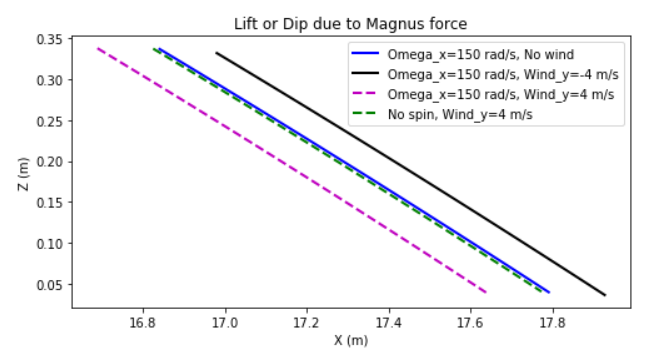 Lift or Dip due to Magnus force
Omega_x=150 rad/s, No wind
Omega_x=150 rad/s, Wind_y=-4 m/s
Omega_x=150 rad/s, Wind_y=4 m/s
No spin, Wind_y=4 m/s
Z (m)
0.35
0.30
0.25
0.20
0.15
0.10
0.05
16.8 17.0 17.2 17.4 17.6 17.8
X (m)